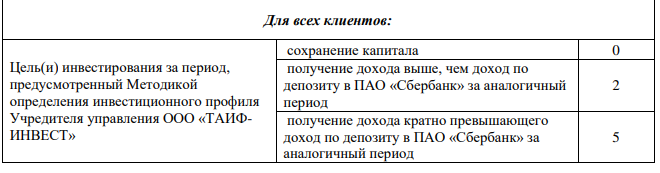 Для всех клиентов:
Цель(и) инвестирования за период,
предусмотренный Методикой
определения инвестиционного профиля
Учредителя управления ООО «ТАИФ-
ИНВЕСТ»
сохранение капитала
0
получение дохода выше, чем доход по
депозиту в ПАО «Сбербанк» за аналогичный
период
2
получение дохода кратно превышающего
доход по депозиту в ПАО «Сбербанк» за
аналогичный период
5